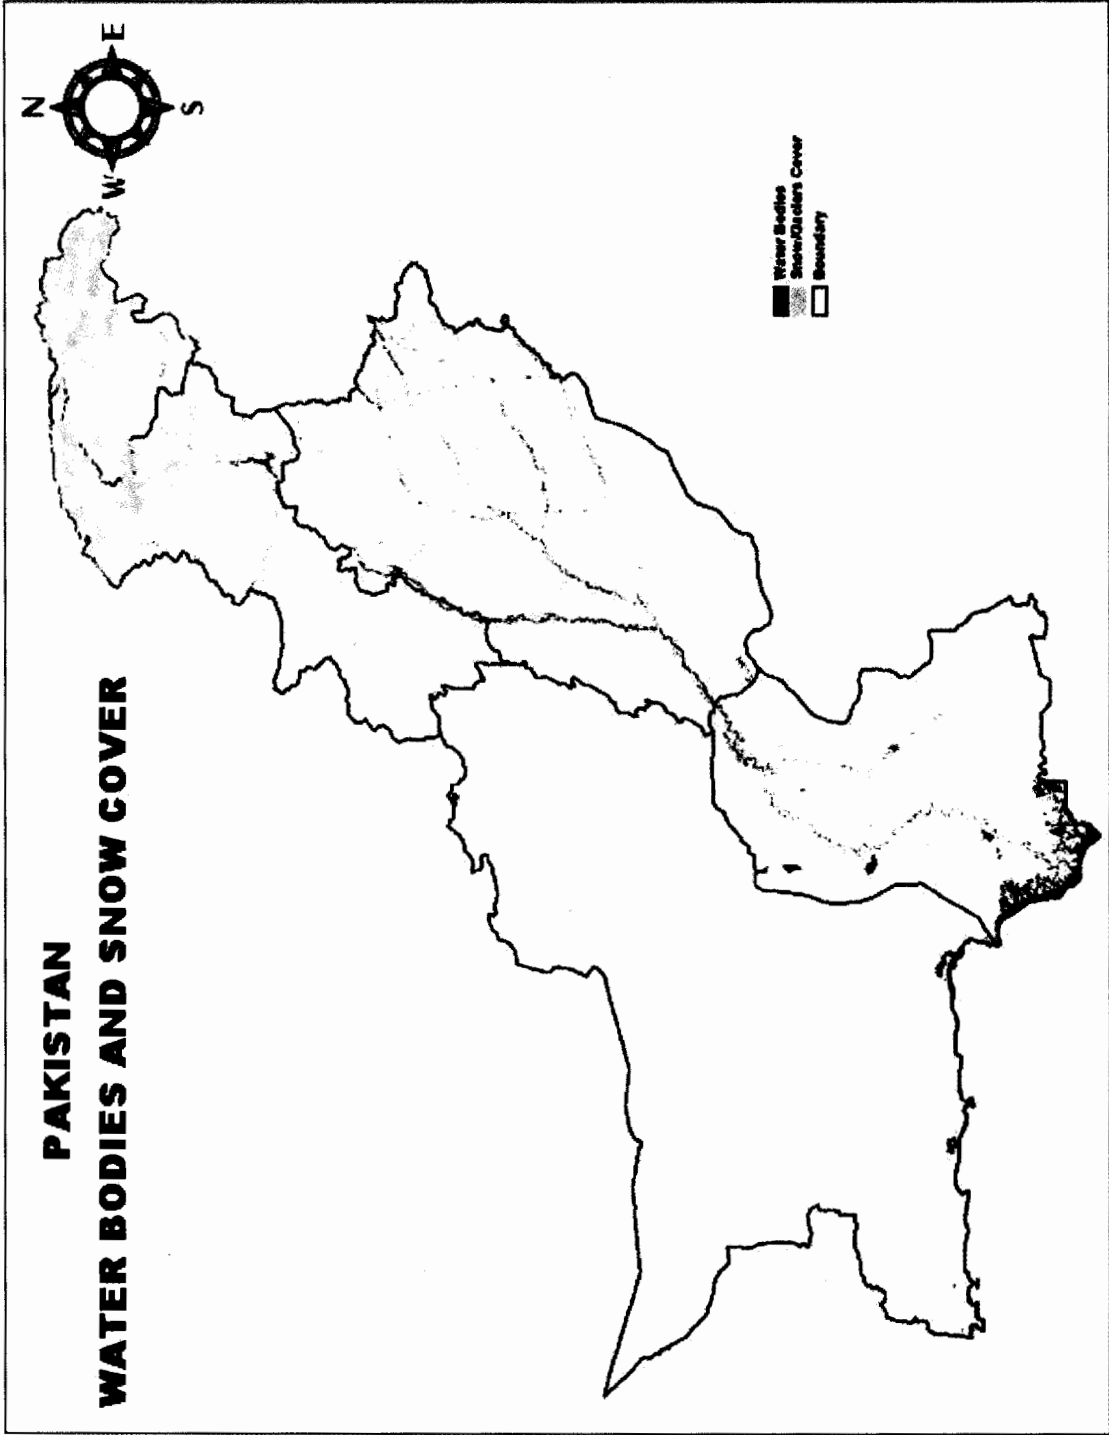 PAKISTAN
WATER BODIES AND SNOW COVER
N
W
E
S
Water Bodies
Snow/Glaciers Cover
Boundary